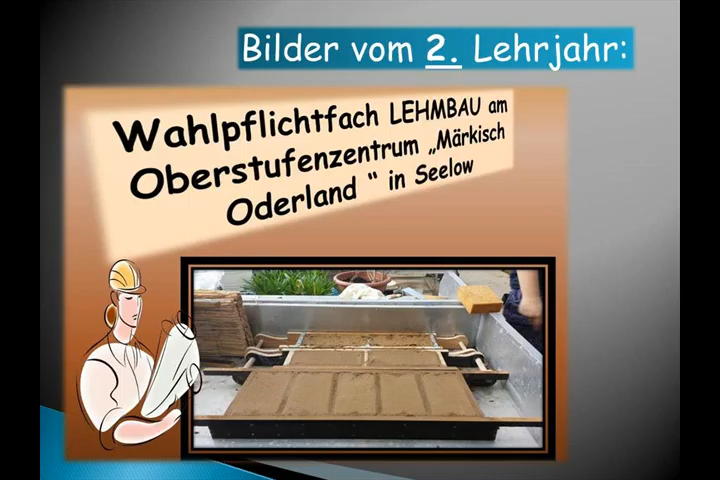 Bilder vom 2. Lehrjahr:
Wahlpflichtfach LEHMBAU am
Oberstufenzentrum „Märkisch
Oderland “ in Seelow